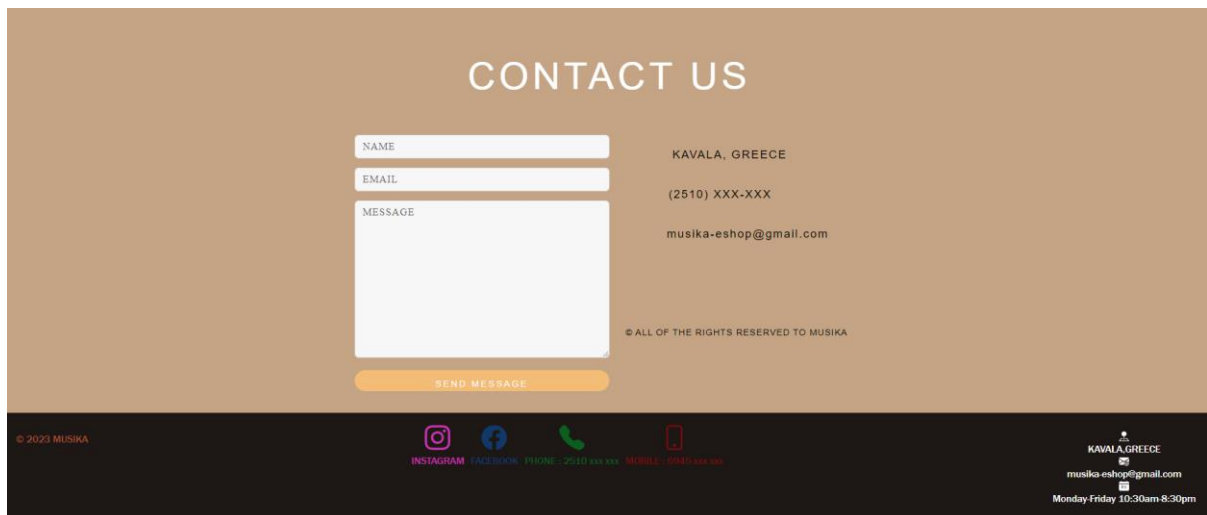 CONTACT US
NAME
EMAIL
MESSAGE
SEND MESSAGE
KAVALA, GREECE
(2510) XXX-XXX
musika-eshop@gmail.com
© ALL OF THE RIGHTS RESERVED TO MUSIKA
© 2023 MUSIKA
INSTAGRAM FACEBOOK PHONE : 2510 xxx xxx MOBILE : 6945 xxx xxx
KAVALA,GREECE
musika-eshop@gmail.com
Monday-Friday 10:30am-8:30pm